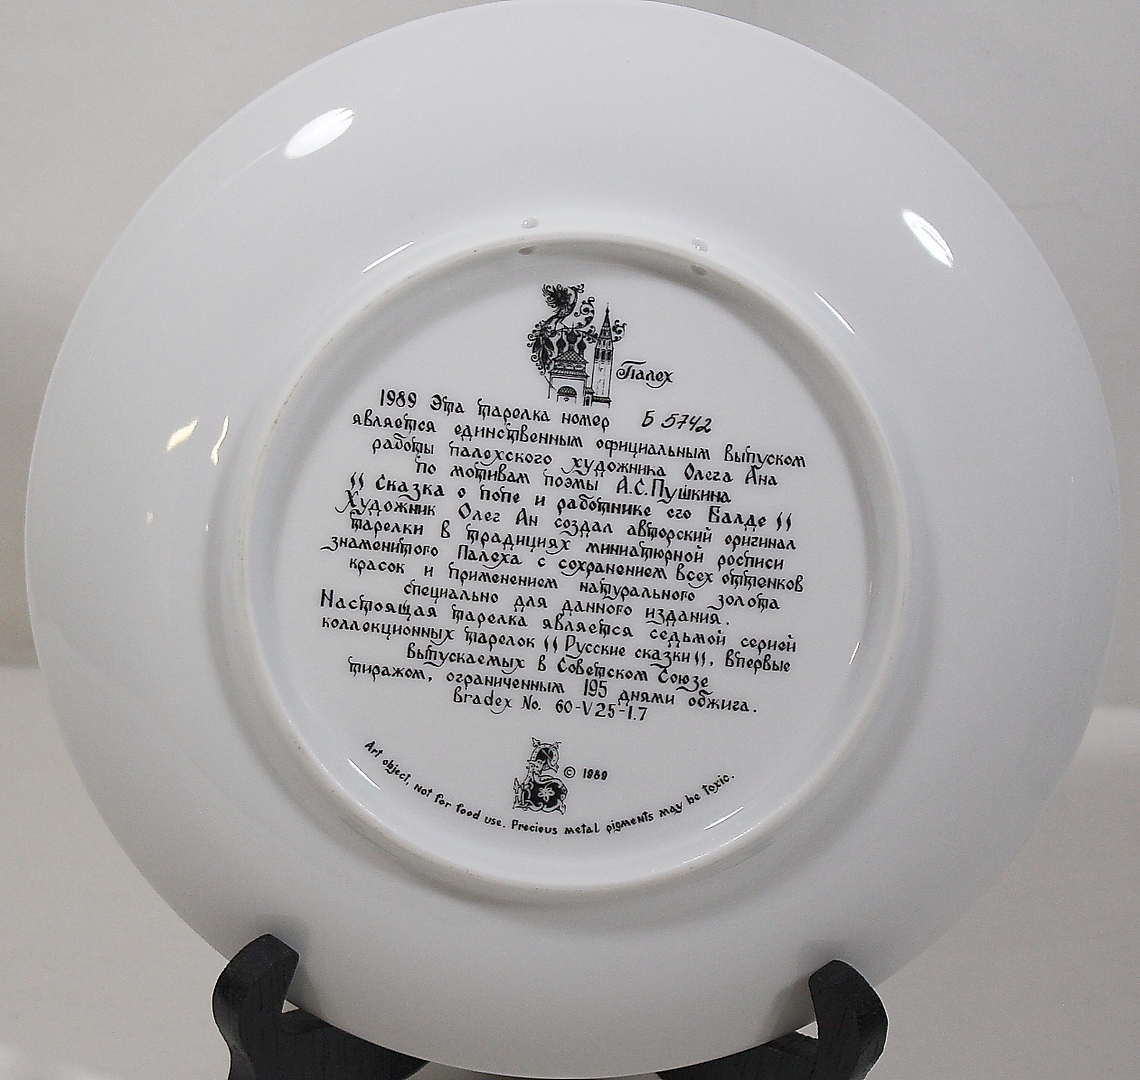 Палех
1989 Эта тарелка номер Б 5742
является единственным официальным выпуском
работы палехского художника Олега Ана
по мотивам поэмы А.С.Пушкина
"Сказка о попе и работнике его Балде"
Художник Олег Ан создал авторский оригинал
тарелки в традициях миниатюрной росписи
знаменитого Палеха с сохранением всех оттенков
красок и применением натурального золота
специально для данного издания.
Настоящая тарелка является седьмой серией
коллекционных тарелок "Русские сказки", впервые
выпускаемых в Советском Союзе
тиражом, ограниченным 195 днями обжига.
Bradex No. 60-V25-1.7
© 1989
Art object, not for food use. Precious metal pigments may be toxic.